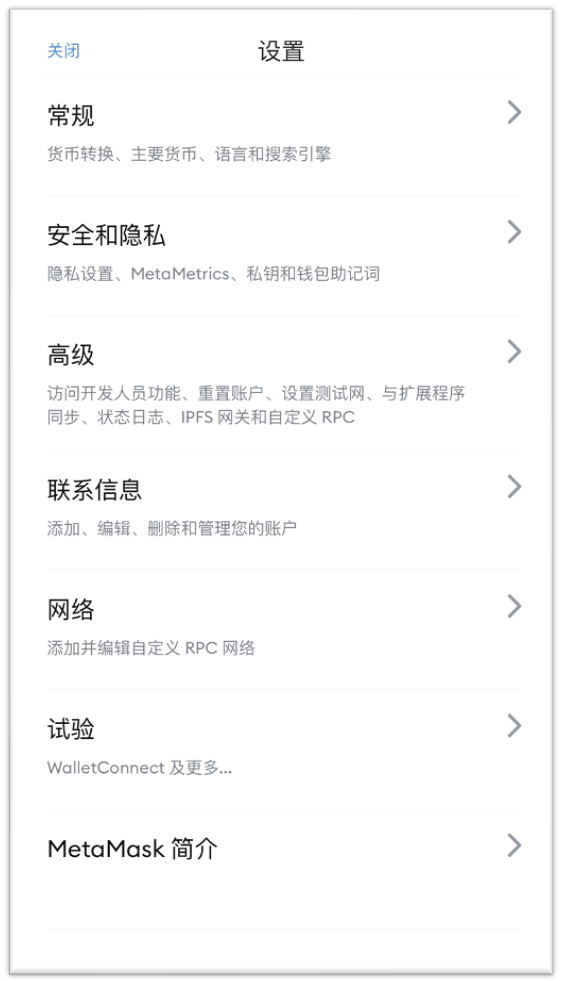 关闭
设置
常规
货币转换、主要货币、语言和搜索引擎
安全和隐私
隐私设置、MetaMetrics、私钥和钱包助记词
高级
访问开发人员功能、重置账户、设置测试网、与扩展程序
同步、状态日志、IPFS 网关和自定义 RPC
联系信息
添加、编辑、删除和管理您的账户
网络
添加并编辑自定义 RPC 网络
试验
WalletConnect 及更多...
MetaMask 简介